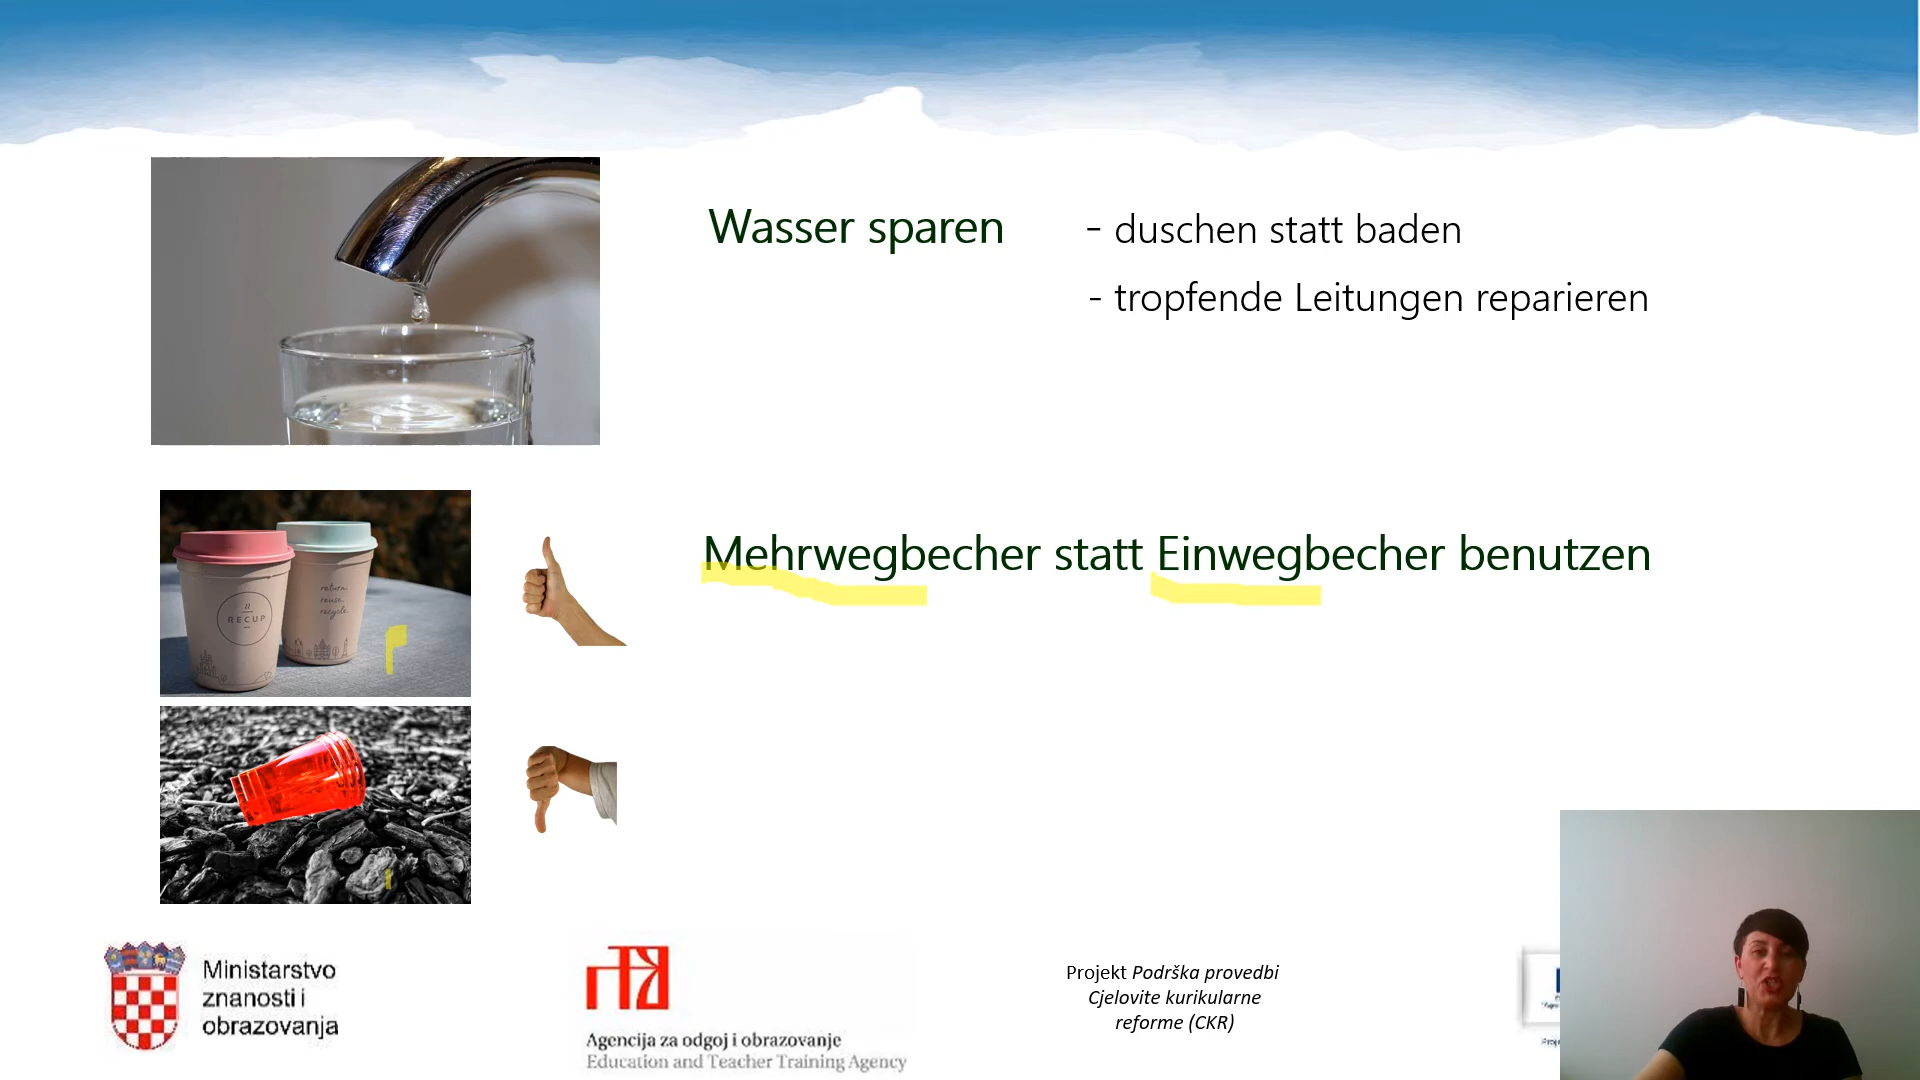 Wasser sparen
- duschen statt baden
- tropfende Leitungen reparieren
Mehrwegbecher statt Einwegbecher benutzen
RECUP
return.
reuse.
recycle.
Ministarstvo
znanosti i
obrazovanja
Agencija za odgoj i obrazovanje
Education and Teacher Training Agency
Projekt Podrška provedbi
Cjelovite kurikularne
reforme (CKR)